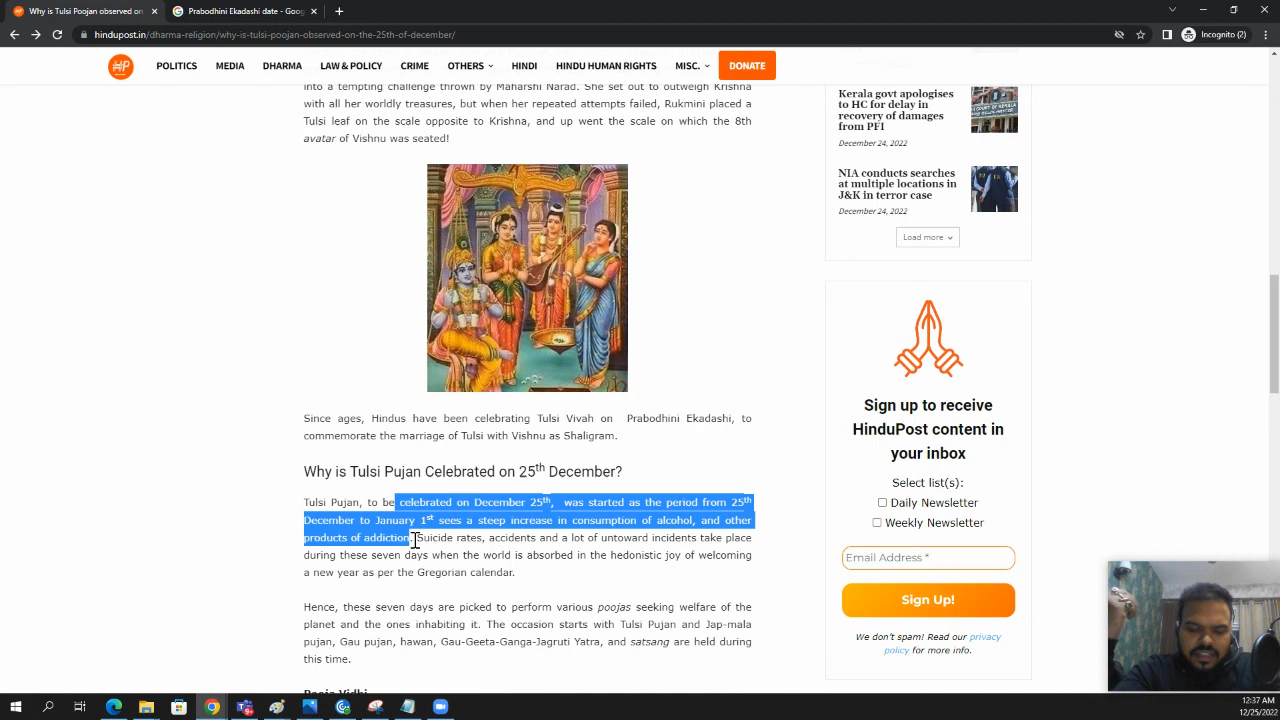 Why is Tulsi Poojan observed on
Prabodhini Ekadashi date - Goog
hindupost.in/dharma-religion/why-is-tulsi-poojan-observed-on-the-25th-of-december/
Incognito (2)
HP
POLITICS
MEDIA
DHARMA
LAW & POLICY
CRIME
OTHERS
HINDI
HINDU HUMAN RIGHTS
MISC.
DONATE
into a tempting challenge thrown by Maharshi Narad. She set out to outweigh Krishna
with all her worldly treasures, but when her repeated attempts failed, Rukmini placed a
Tulsi leaf on the scale opposite to Krishna, and up went the scale on which the 8th
avatar of Vishnu was seated!
Since ages, Hindus have been celebrating Tulsi Vivah on Prabodhini Ekadashi, to
commemorate the marriage of Tulsi with Vishnu as Shaligram.
Why is Tulsi Pujan Celebrated on 25th December?
Tulsi Pujan, to be celebrated on December 25th, was started as the period from 25th
December to January 1st sees a steep increase in consumption of alcohol, and other
products of addiction. Suicide rates, accidents and a lot of untoward incidents take place
during these seven days when the world is absorbed in the hedonistic joy of welcoming
a new year as per the Gregorian calendar.
Hence, these seven days are picked to perform various poojas seeking welfare of the
planet and the ones inhabiting it. The occasion starts with Tulsi Pujan and Jap-mala
pujan, Gau pujan, hawan, Gau-Geeta-Ganga-Jagruti Yatra, and satsang are held during
this time.
Pooja Vidhi
Kerala govt apologises
to HC for delay in
recovery of damages
from PFI
December 24, 2022
NIA conducts searches
at multiple locations in
J&K in terror case
December 24, 2022
Load more
Sign up to receive
HinduPost content in
your inbox
Select list(s):
Daily Newsletter
Weekly Newsletter
Email Address *
Sign Up!
We don't spam! Read our privacy
policy for more info.
12:37 AM
12/25/2022